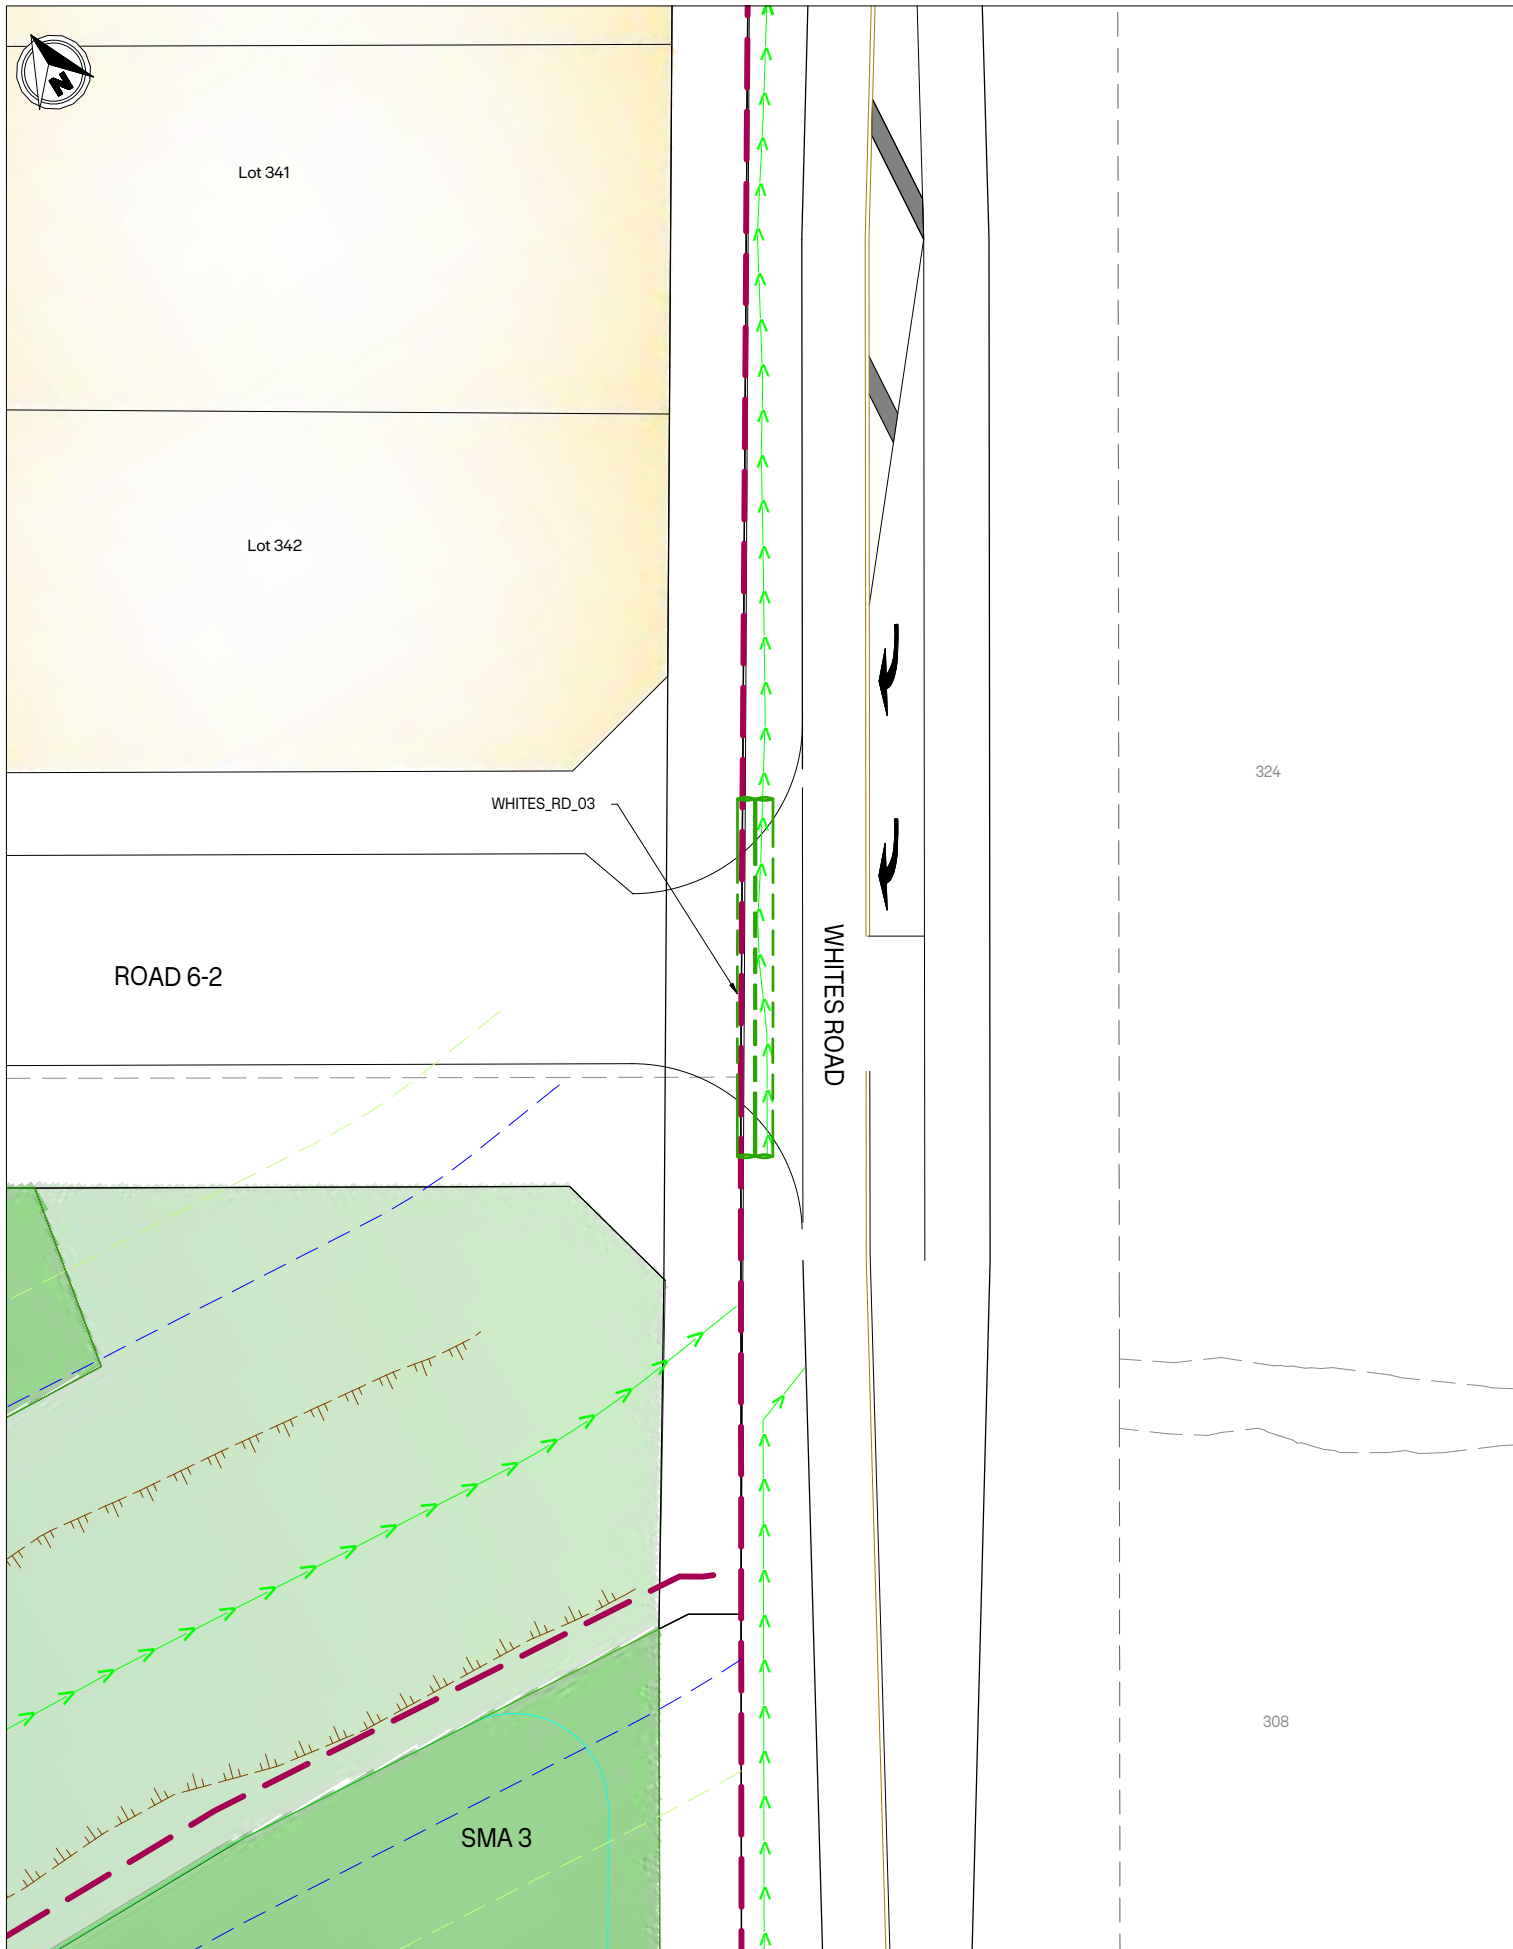 N
Lot 341
Lot 342
324
WHITES_RD_03
WHITES ROAD
ROAD 6-2
308
SMA 3